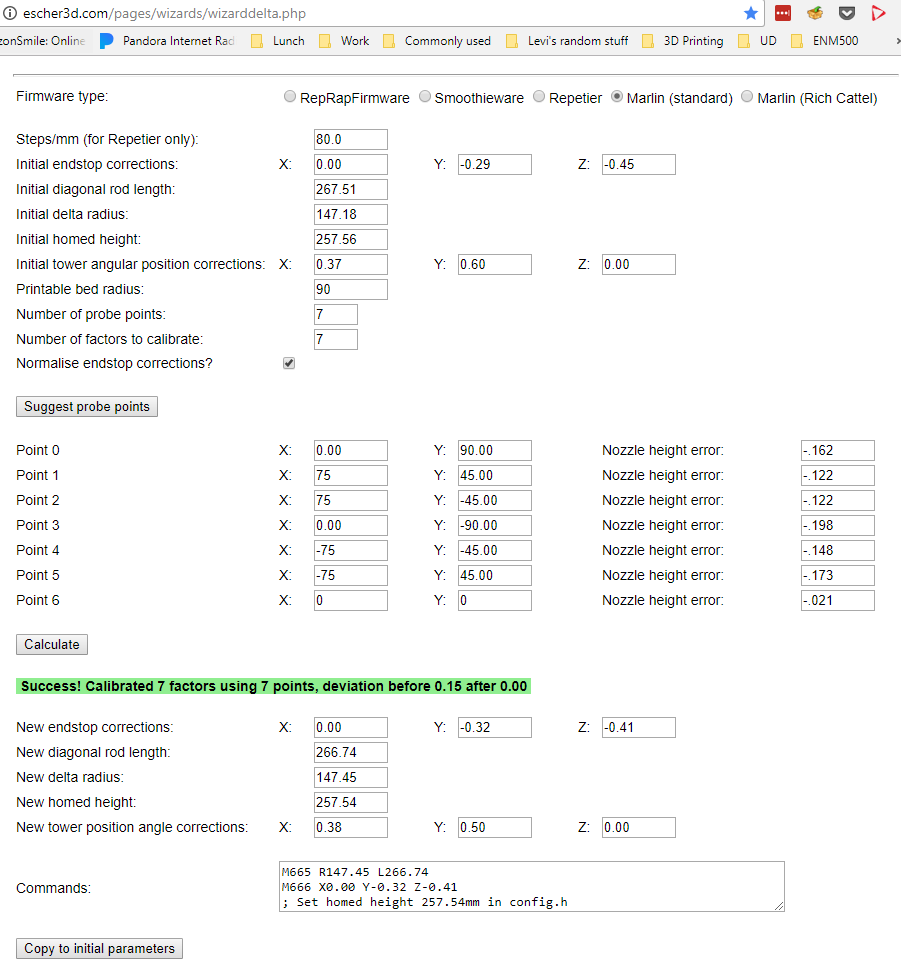 escher3d.com/pages/wizards/wizarddelta.php
zonSmile: Online Pandora Internet Rad Lunch Work Commonly used Levi's random stuff 3D Printing UD ENM500
Firmware type: RepRapFirmware Smoothieware Repetier Marlin (standard) Marlin (Rich Cattel)
Steps/mm (for Repetier only): 80.0
Initial endstop corrections: X: 0.00 Y: -0.29 Z: -0.45
Initial diagonal rod length: 267.51
Initial delta radius: 147.18
Initial homed height: 257.56
Initial tower angular position corrections: X: 0.37 Y: 0.60 Z: 0.00
Printable bed radius: 90
Number of probe points: 7
Number of factors to calibrate: 7
Normalise endstop corrections?
Suggest probe points
Point 0 X: 0.00 Y: 90.00 Nozzle height error: -.162
Point 1 X: 75 Y: 45.00 Nozzle height error: -.122
Point 2 X: 75 Y: -45.00 Nozzle height error: -.122
Point 3 X: 0.00 Y: -90.00 Nozzle height error: -.198
Point 4 X: -75 Y: -45.00 Nozzle height error: -.148
Point 5 X: -75 Y: 45.00 Nozzle height error: -.173
Point 6 X: 0 Y: 0 Nozzle height error: -.021
Calculate
Success! Calibrated 7 factors using 7 points, deviation before 0.15 after 0.00
New endstop corrections: X: 0.00 Y: -0.32 Z: -0.41
New diagonal rod length: 266.74
New delta radius: 147.45
New homed height: 257.54
New tower position angle corrections: X: 0.38 Y: 0.50 Z: 0.00
Commands:
M665 R147.45 L266.74
M666 X0.00 Y-0.32 Z-0.41
; Set homed height 257.54mm in config.h
Copy to initial parameters